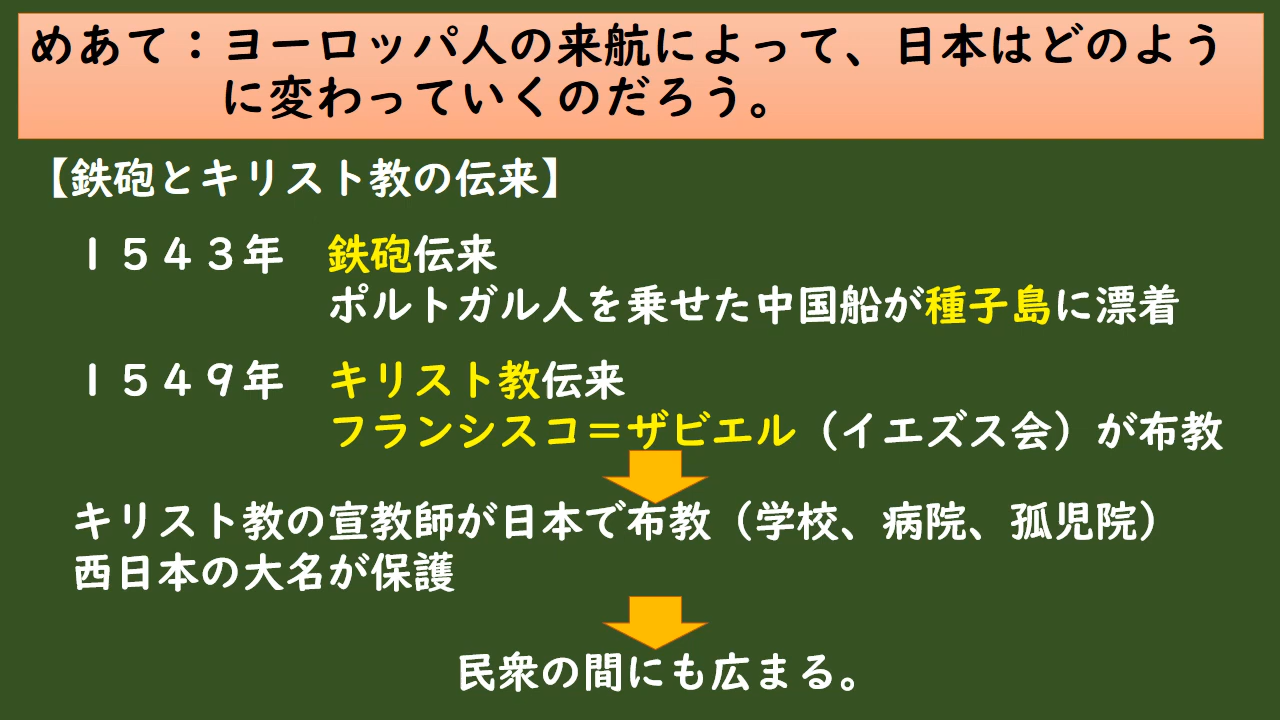 めあて：ヨーロッパ人の来航によって、日本はどのよう
に変わっていくのだろう。
【鉄砲とキリスト教の伝来】
１５４３年　鉄砲伝来
ポルトガル人を乗せた中国船が種子島に漂着
１５４９年　キリスト教伝来
フランシスコ＝ザビエル（イエズス会）が布教
キリスト教の宣教師が日本で布教（学校、病院、孤児院）
西日本の大名が保護
民衆の間にも広まる。